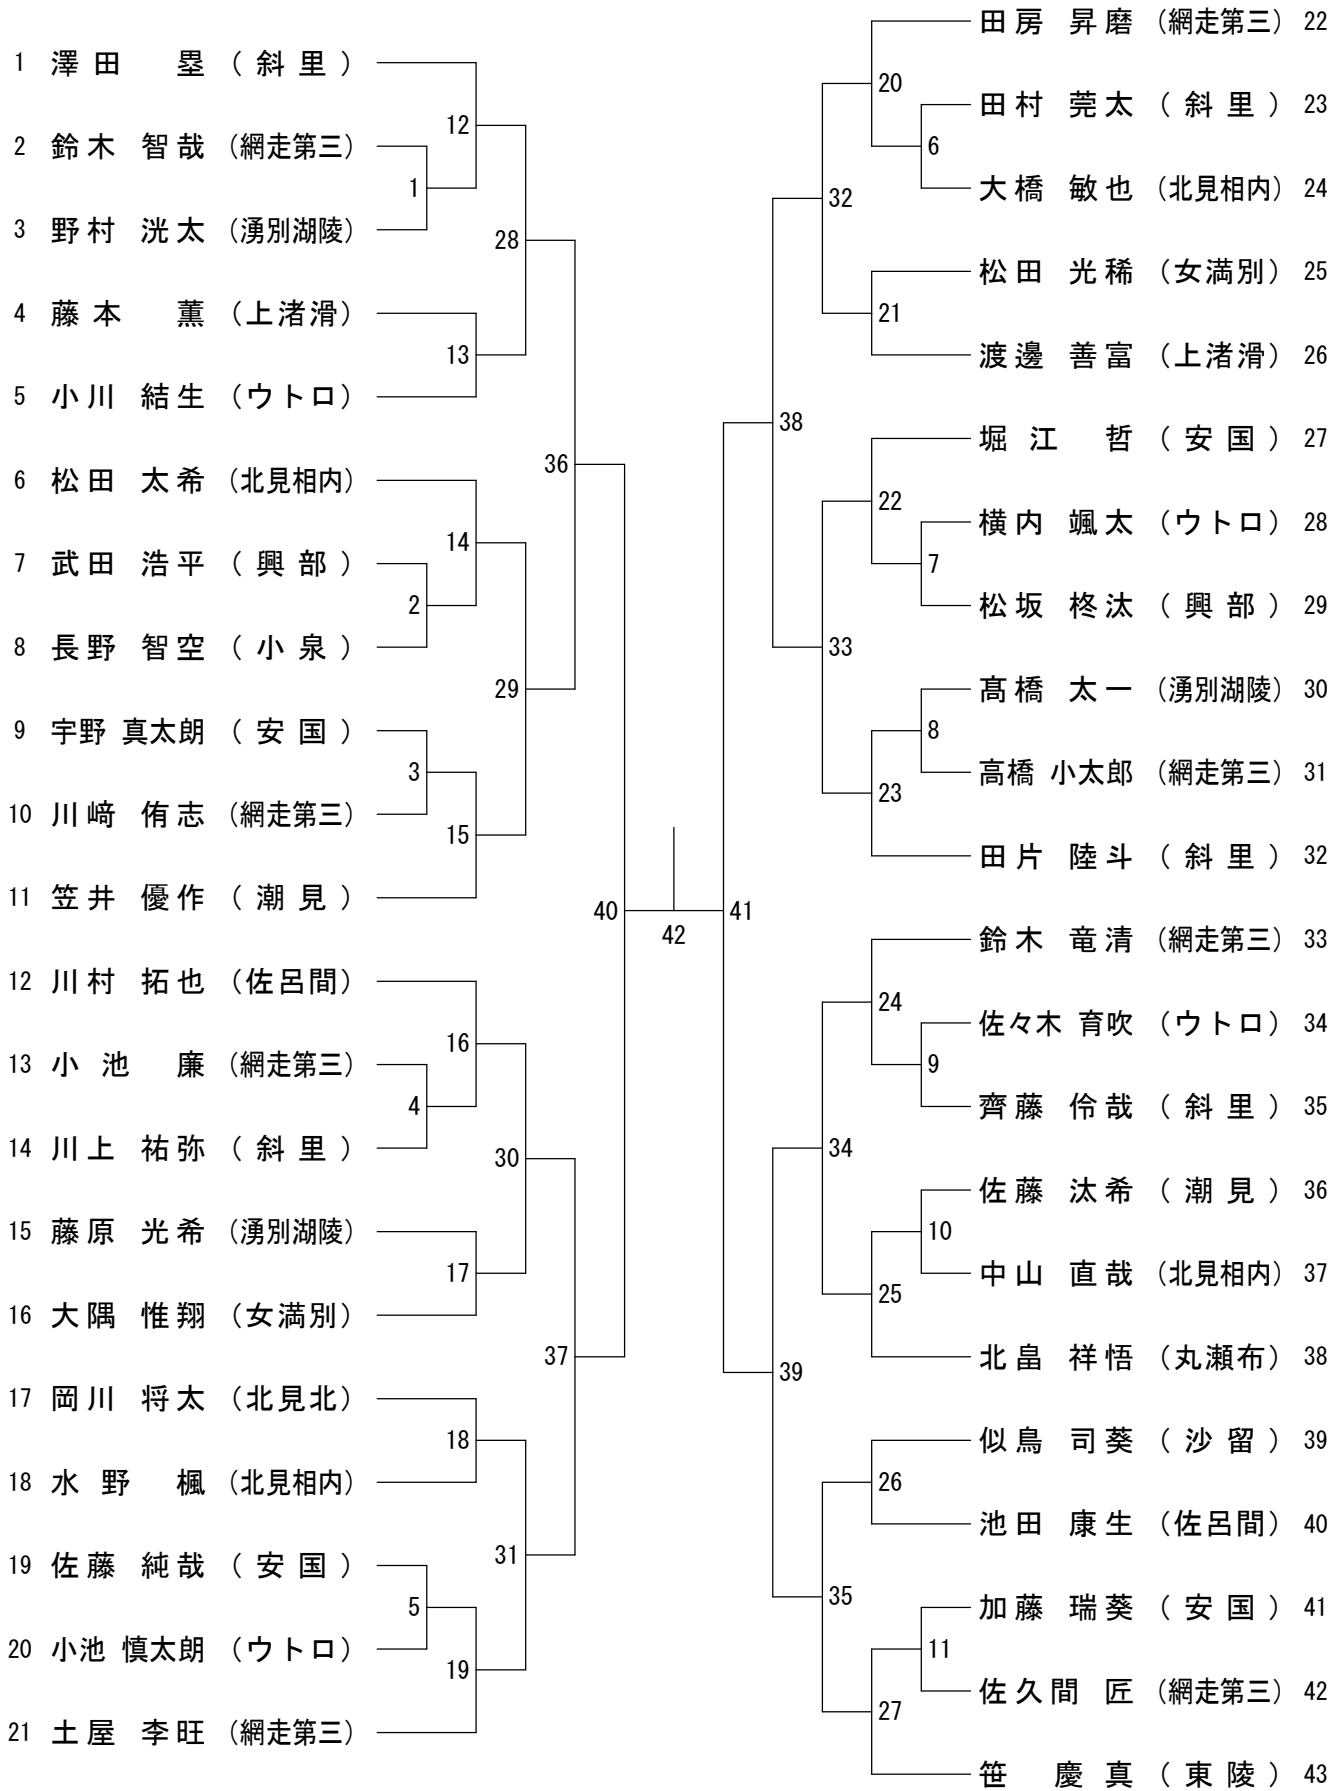 1 澤田 塁 (斜里)
2 鈴木 智哉 (網走第三)
3 野村 洸太 (湧別湖陵)
4 藤本 薫 (上渚滑)
5 小川 結生 (ウトロ)
6 松田 太希 (北見相内)
7 武田 浩平 (興部)
8 長野 智空 (小泉)
9 宇野 真太朗 (安国)
10 川﨑 侑志 (網走第三)
11 笠井 優作 (潮見)
12 川村 拓也 (佐呂間)
13 小池 廉 (網走第三)
14 川上 祐弥 (斜里)
15 藤原 光希 (湧別湖陵)
16 大隅 惟翔 (女満別)
17 岡川 将太 (北見北)
18 水野 楓 (北見相内)
19 佐藤 純哉 (安国)
20 小池 慎太朗 (ウトロ)
21 土屋 李旺 (網走第三)
12
1
28
13
36
14
2
29
3
15
40
16
4
30
17
37
18
31
5
19
42
41
20
6
32
21
38
22
7
33
8
23
24
9
34
10
25
39
26
35
11
27
田房 昇磨 (網走第三) 22
田村 莞太 (斜里) 23
大橋 敏也 (北見相内) 24
松田 光稀 (女満別) 25
渡邊 善富 (上渚滑) 26
堀江 哲 (安国) 27
横内 颯太 (ウトロ) 28
松坂 柊汰 (興部) 29
髙橋 太一 (湧別湖陵) 30
高橋 小太郎 (網走第三) 31
田片 陸斗 (斜里) 32
鈴木 竜清 (網走第三) 33
佐々木 育吹 (ウトロ) 34
齊藤 伶哉 (斜里) 35
佐藤 汰希 (潮見) 36
中山 直哉 (北見相内) 37
北畠 祥悟 (丸瀬布) 38
似鳥 司葵 (沙留) 39
池田 康生 (佐呂間) 40
加藤 瑞葵 (安国) 41
佐久間 匠 (網走第三) 42
笹 慶真 (東陵) 43